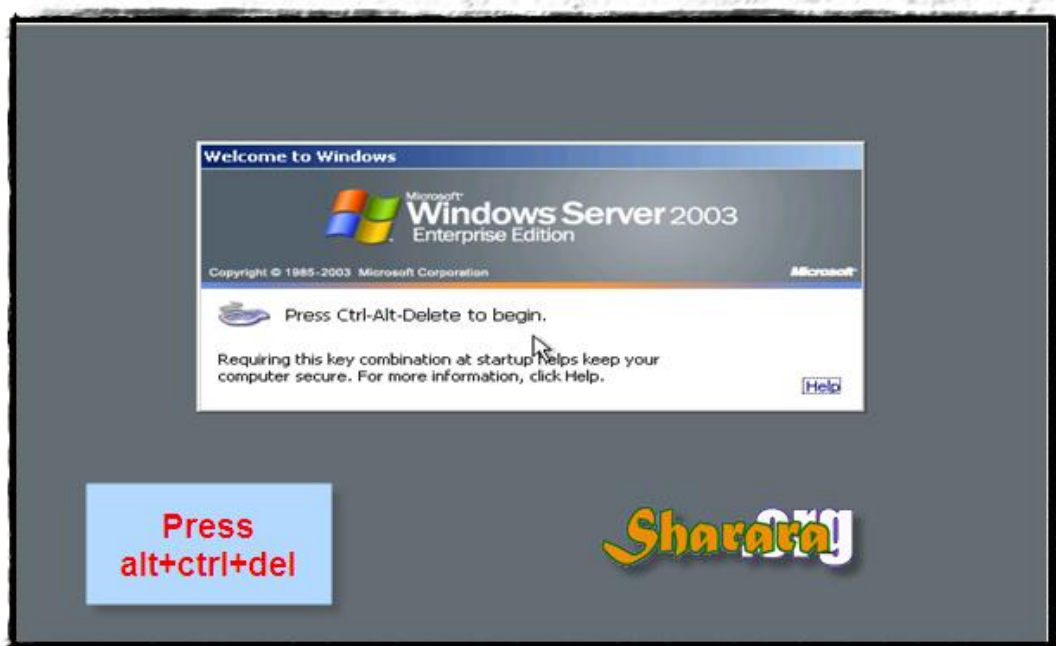 Welcome to Windows
Microsoft
Windows Server 2003
Enterprise Edition
Copyright © 1985-2003 Microsoft Corporation
Microsoft
Press Ctrl-Alt-Delete to begin.
Requiring this key combination at startup helps keep your
computer secure. For more information, click Help.
Help
Press
alt+ctrl+del
Sharara.org